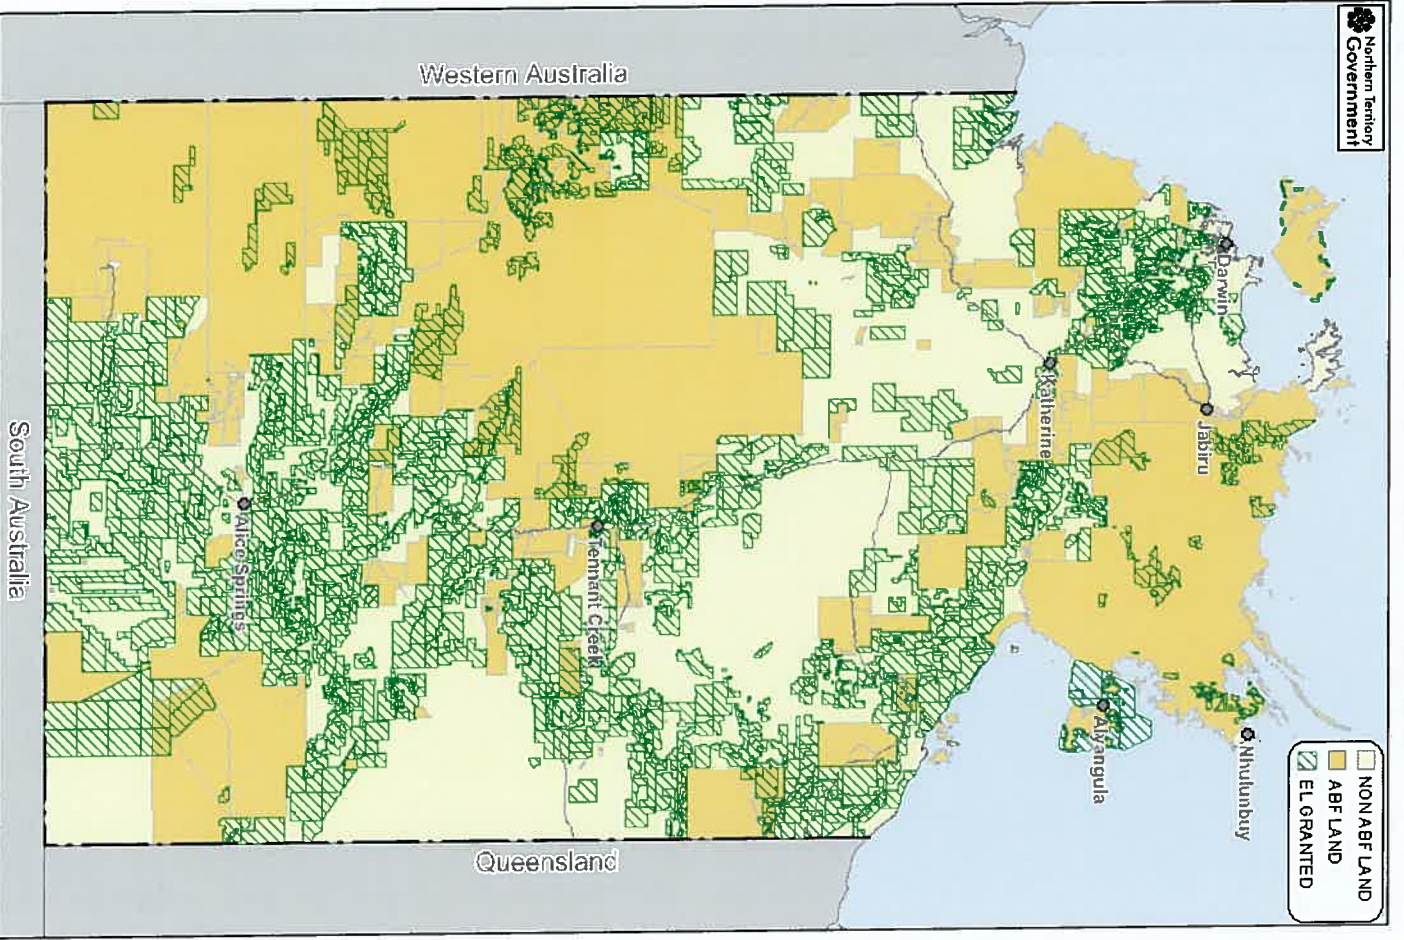 Northern Territory
Government
NON ABF LAND
ABF LAND
EL GRANTED
Darwin
Jabiru
Nhulunbuy
Alyangula
Katherine
Tennant Creek
Alice Springs
Western Australia
Queensland
South Australia